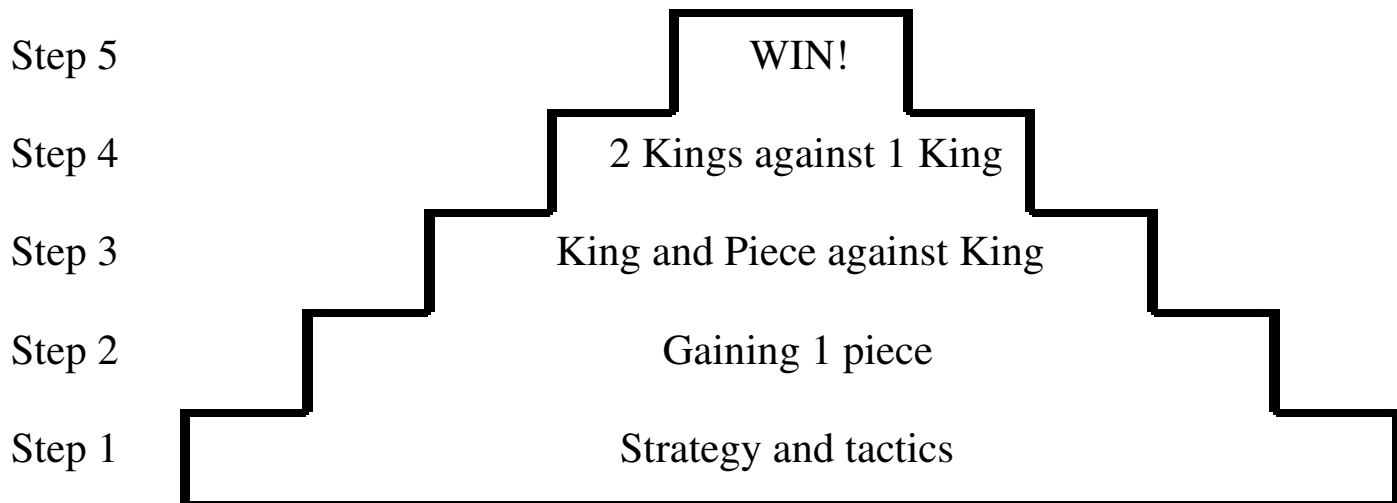 Step 5 WIN!
Step 4 2 Kings against 1 King
Step 3 King and Piece against King
Step 2 Gaining 1 piece
Step 1 Strategy and tactics